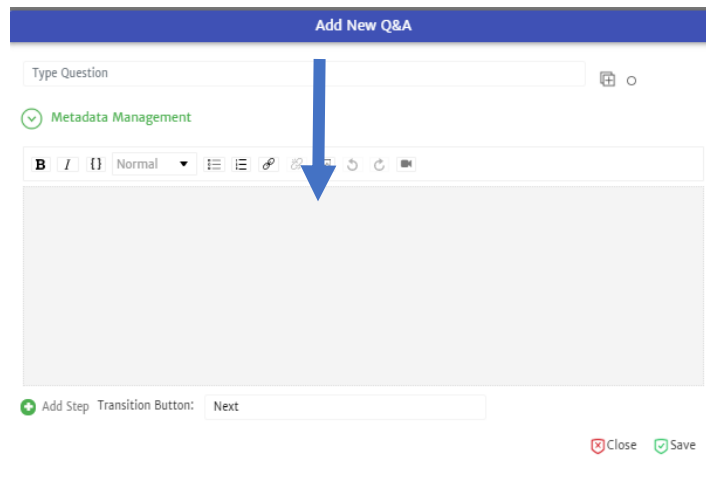 Add New Q&A
Type Question
Metadata Management
B I {} Normal
Add Step Transition Button: Next
Close Save